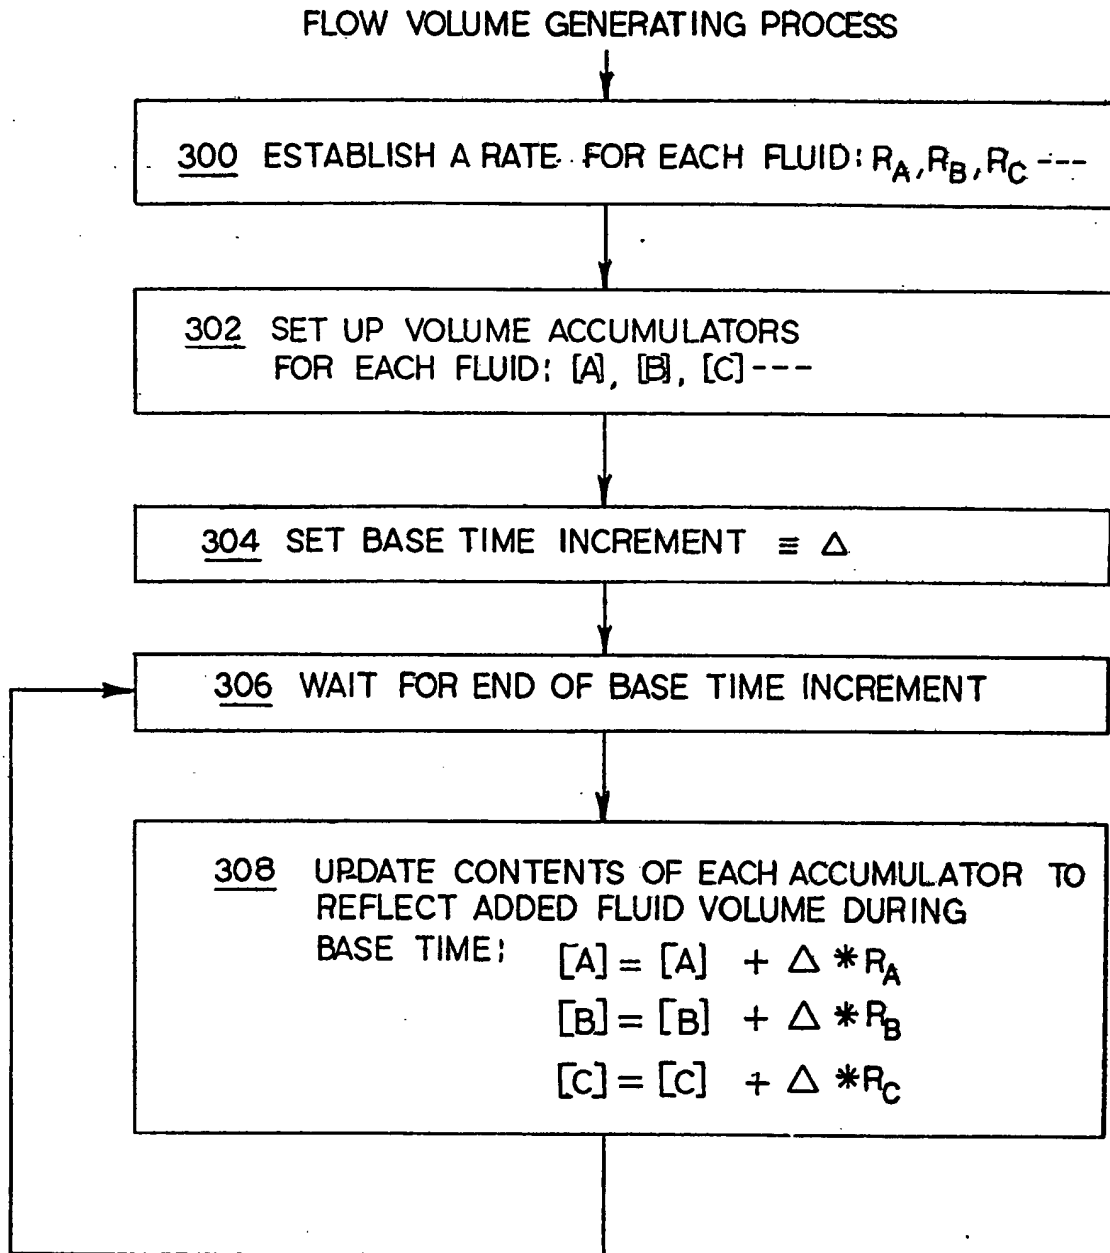 FLOW VOLUME GENERATING PROCESS
300 ESTABLISH A RATE FOR EACH FLUID: R_A, R_B, R_C ---
302 SET UP VOLUME ACCUMULATORS
FOR EACH FLUID: [A], [B], [C] ---
304 SET BASE TIME INCREMENT ≡ △
306 WAIT FOR END OF BASE TIME INCREMENT
308 UPDATE CONTENTS OF EACH ACCUMULATOR TO
REFLECT ADDED FLUID VOLUME DURING
BASE TIME:
[A] = [A] + △ * R_A
[B] = [B] + △ * R_B
[C] = [C] + △ * R_C